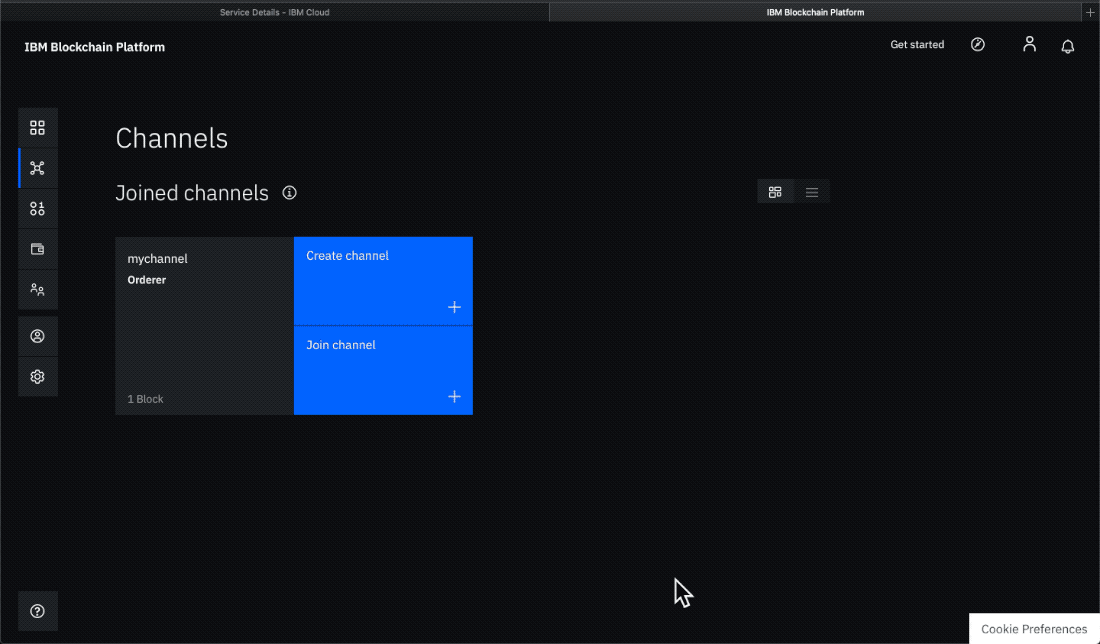 Service Details - IBM Cloud
IBM Blockchain Platform
IBM Blockchain Platform
Get started
Channels
Joined channels
mychannel
Orderer
1 Block
Create channel
Join channel
Cookie Preferences